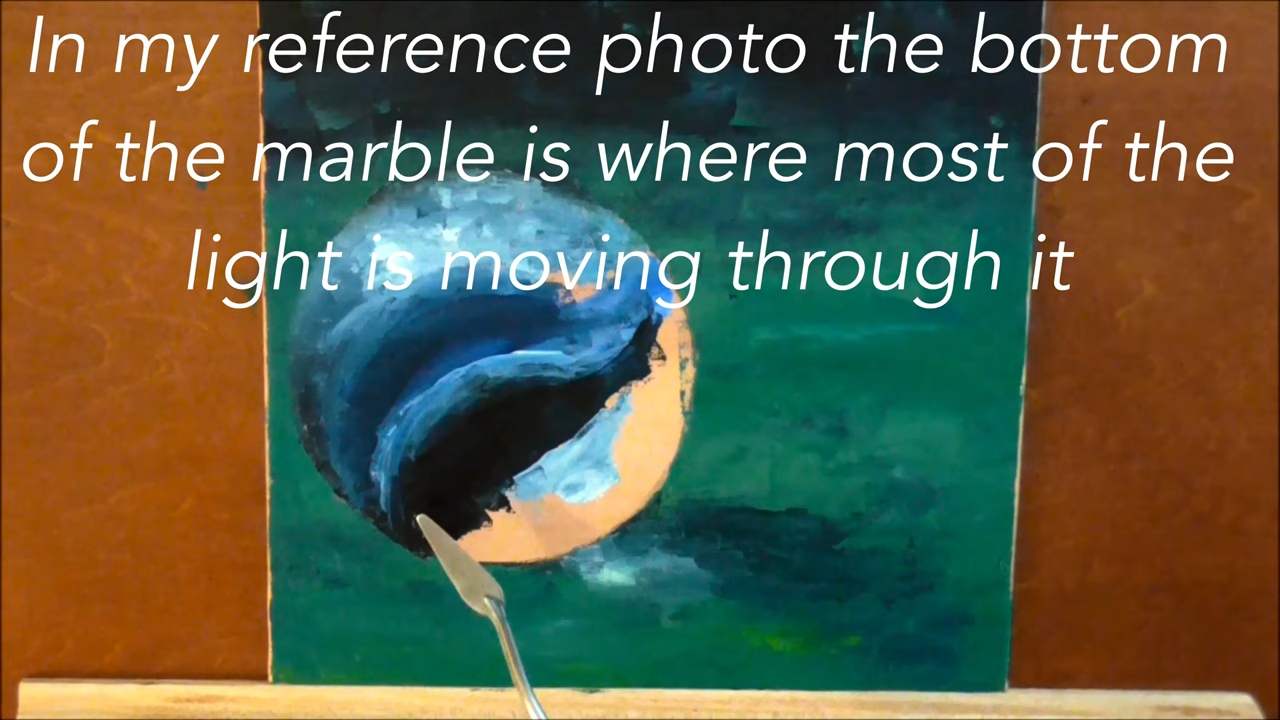 In my reference photo the bottom
of the marble is where most of the
light is moving through it